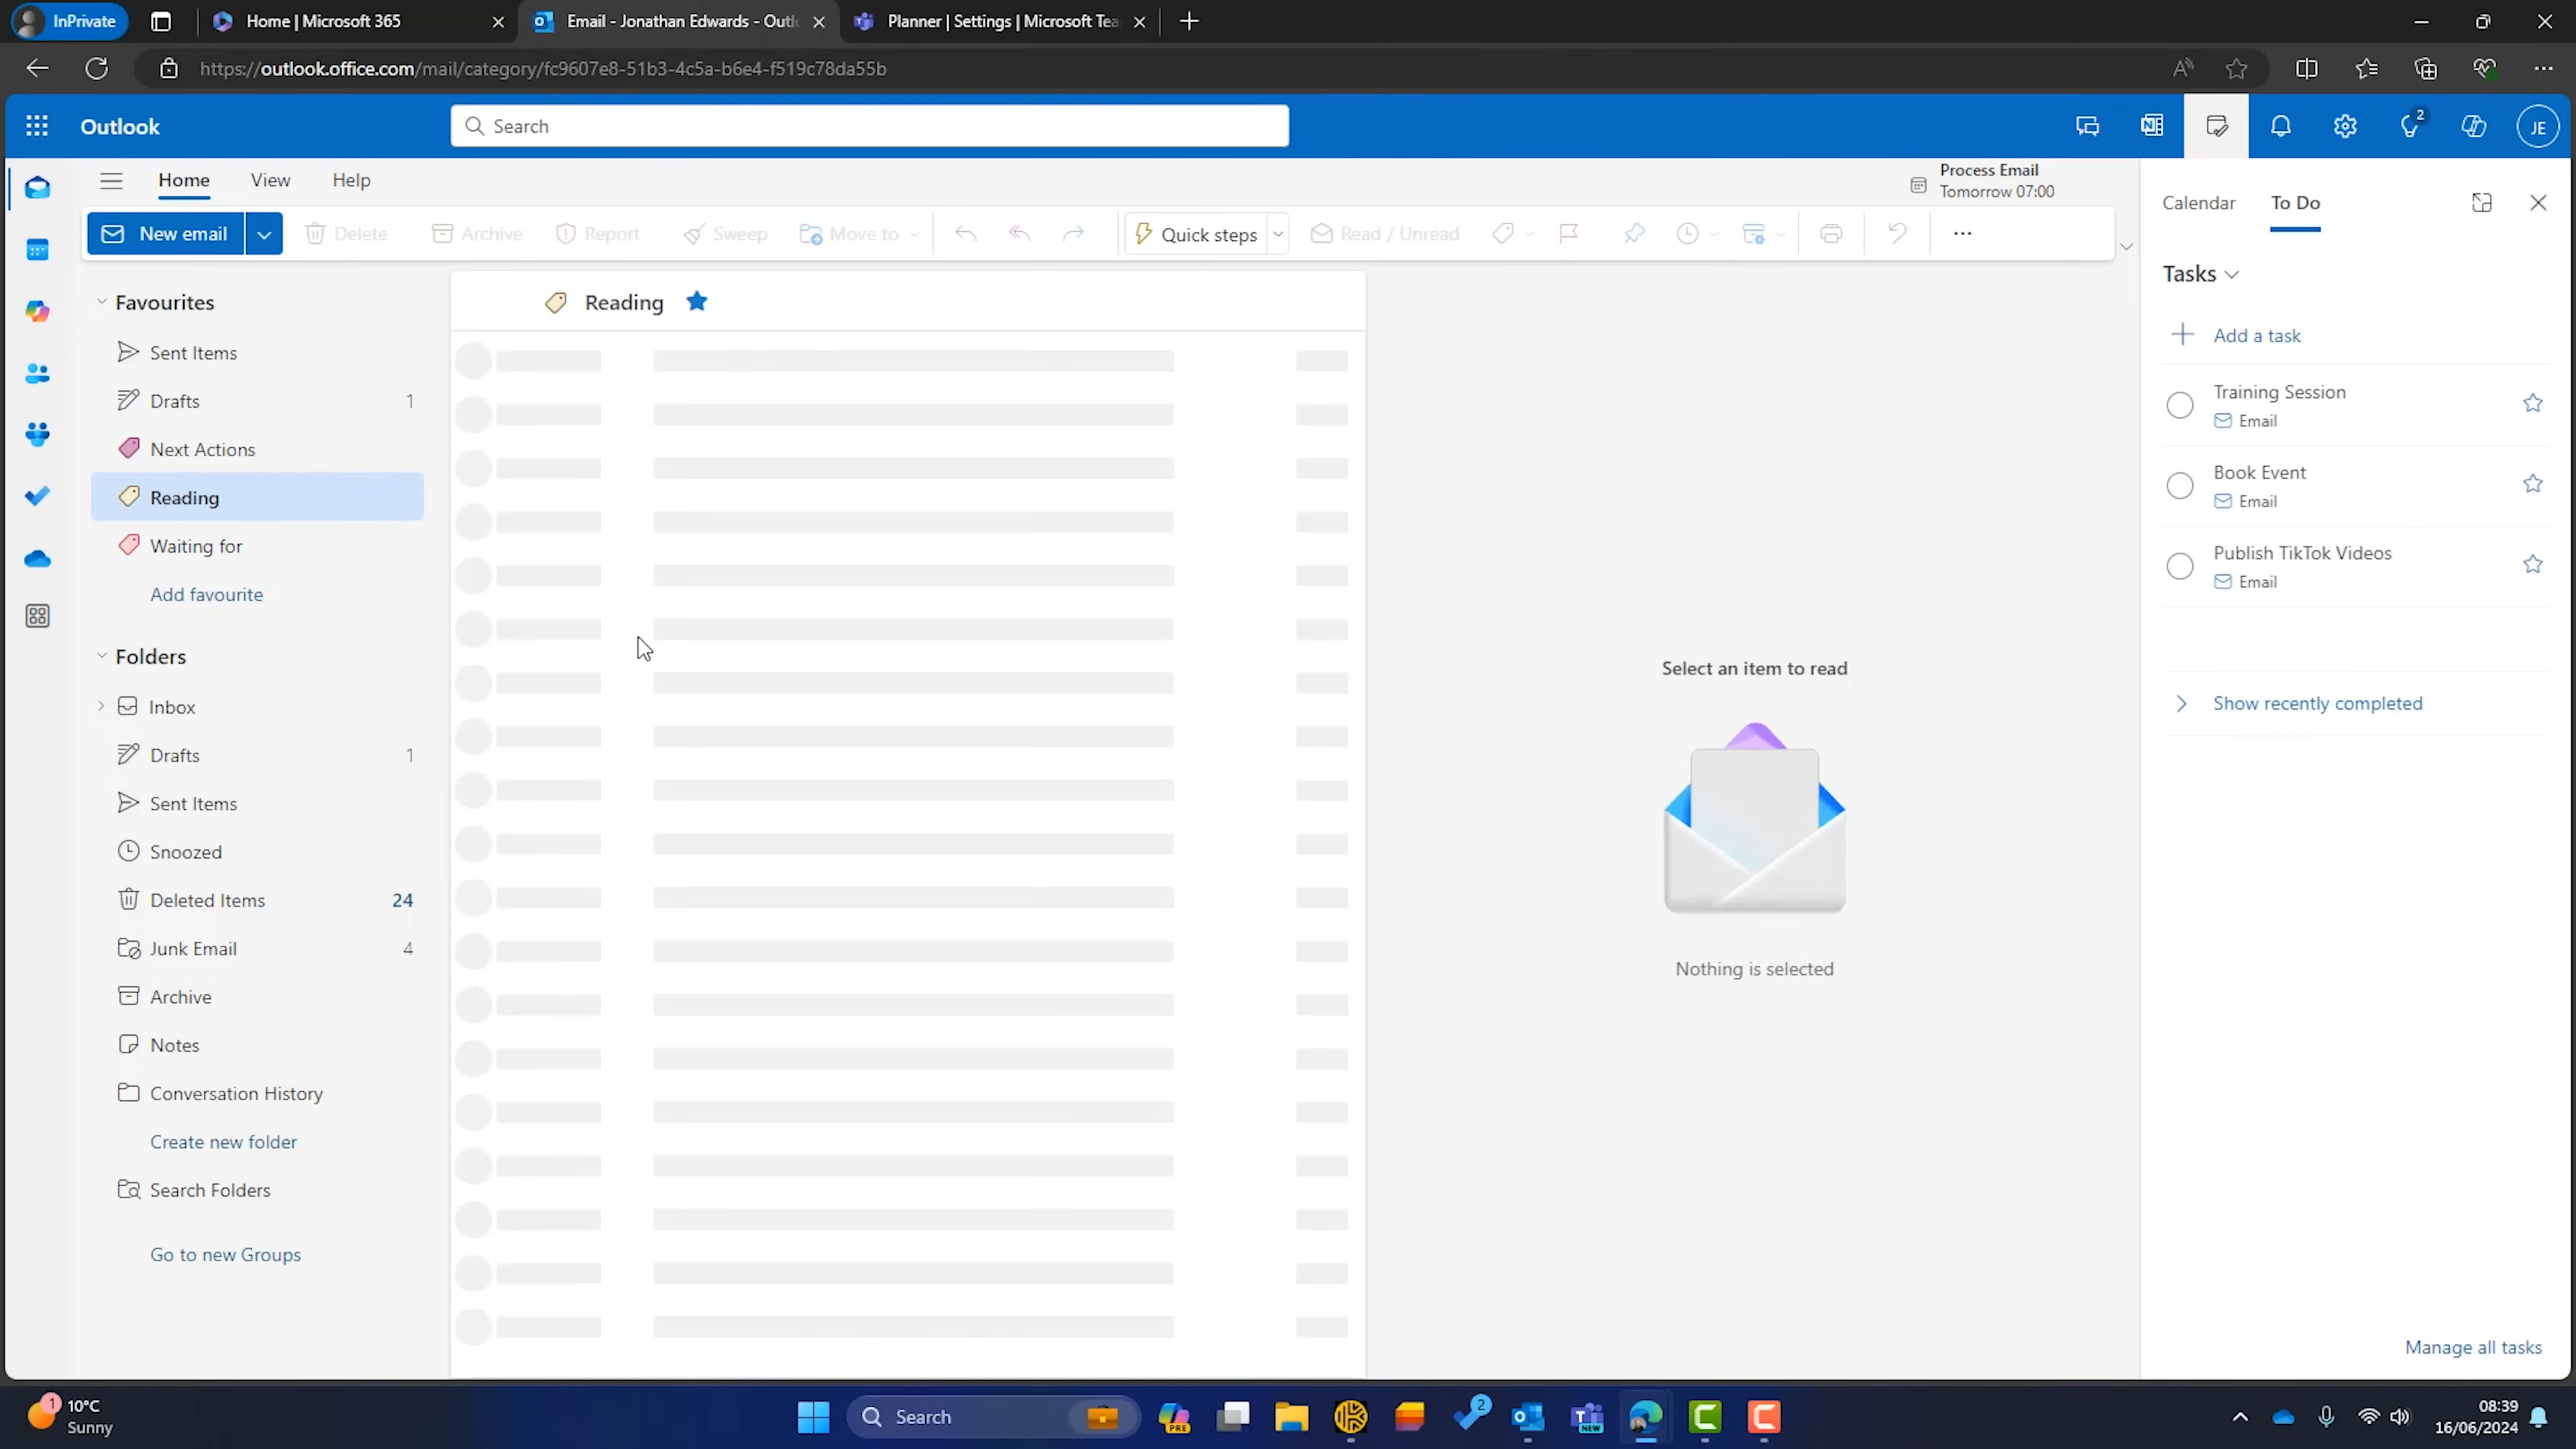 InPrivate
Home | Microsoft 365
Email - Jonathan Edwards - Outl
Planner | Settings | Microsoft Tea
https://outlook.office.com/mail/category/fc9607e8-51b3-4c5a-b6e4-f519c78da55b
Outlook
Search
2
JE
Home
View
Help
Process Email
Tomorrow 07:00
New email
Delete
Archive
Report
Sweep
Move to
Quick steps
Read / Unread
Favourites
Sent Items
Drafts 1
Next Actions
Reading
Waiting for
Add favourite
Folders
Inbox
Drafts 1
Sent Items
Snoozed
Deleted Items 24
Junk Email 4
Archive
Notes
Conversation History
Create new folder
Search Folders
Go to new Groups
Reading
Select an item to read
Nothing is selected
Calendar
To Do
Tasks
Add a task
Training Session
Email
Book Event
Email
Publish TikTok Videos
Email
Show recently completed
Manage all tasks
1
10°C
Sunny
Search
PRE
2
NEW
08:39
16/06/2024